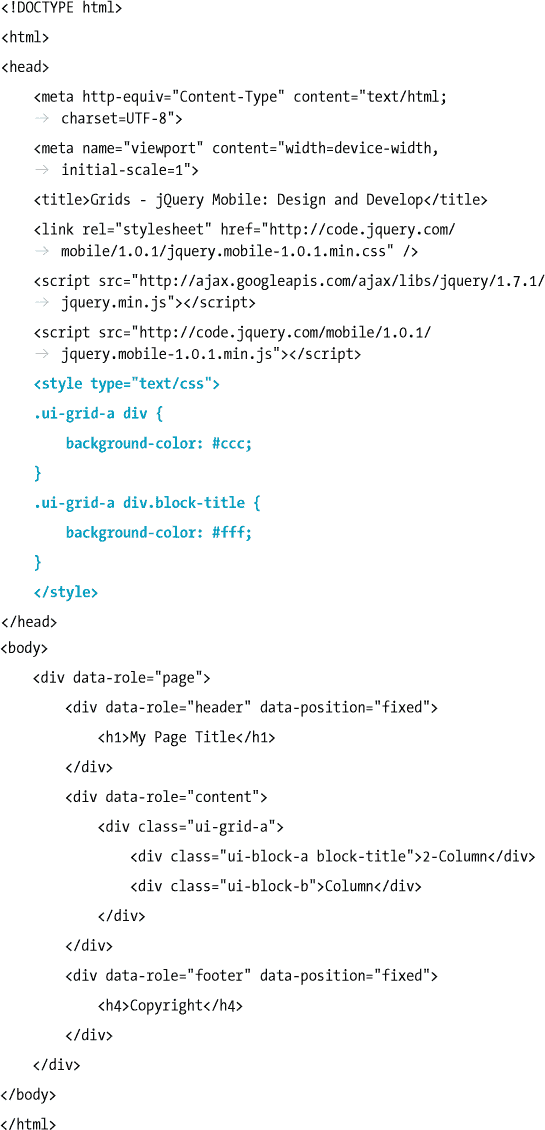 <!DOCTYPE html>
<html>
<head>
<meta http-equiv="Content-Type" content="text/html;
→ charset=UTF-8">
<meta name="viewport" content="width=device-width,
→ initial-scale=1">
<title>Grids - jQuery Mobile: Design and Develop</title>
<link rel="stylesheet" href="http://code.jquery.com/
→ mobile/1.0.1/jquery.mobile-1.0.1.min.css" />
<script src="http://ajax.googleapis.com/ajax/libs/jquery/1.7.1/
→ jquery.min.js"></script>
<script src="http://code.jquery.com/mobile/1.0.1/
→ jquery.mobile-1.0.1.min.js"></script>
<style type="text/css">
.ui-grid-a div {
background-color: #ccc;
}
.ui-grid-a div.block-title {
background-color: #fff;
}
</style>
</head>
<body>
<div data-role="page">
<div data-role="header" data-position="fixed">
<h1>My Page Title</h1>
</div>
<div data-role="content">
<div class="ui-grid-a">
<div class="ui-block-a block-title">2-Column</div>
<div class="ui-block-b">Column</div>
</div>
</div>
<div data-role="footer" data-position="fixed">
<h4>Copyright</h4>
</div>
</div>
</body>
</html>